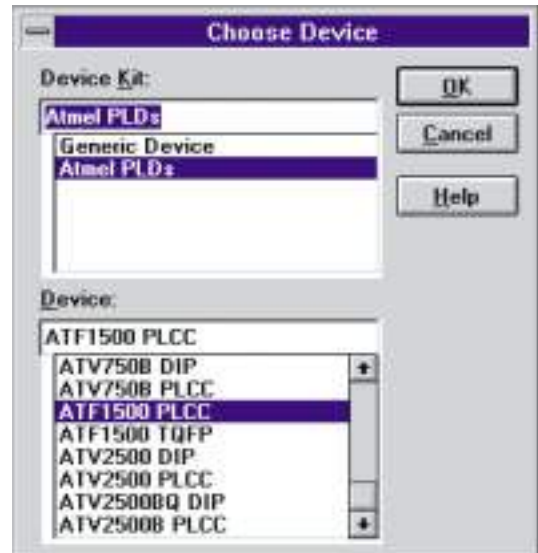 Choose Device
Device Kit:
OK
Atmel PLDs
Cancel
Generic Device
Atmel PLDs
Help
Device:
ATF1500 PLCC
ATV750B DIP
ATV750B PLCC
ATF1500 PLCC
ATF1500 TQFP
ATV2500 DIP
ATV2500 PLCC
ATV2500BQ DIP
ATV2500B PLCC